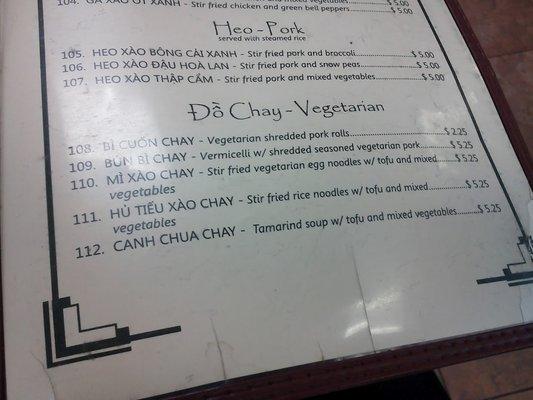 104. GÀ XÀO ỚT XANH - Stir fried chicken and green bell peppers
$ 5.00
$ 5.00
Heo - Pork
served with steamed rice
105. HEO XÀO BÔNG CẢI XANH - Stir fried pork and broccoli............$ 5.00
106. HEO XÀO ĐẬU HOÀ LAN - Stir fried pork and snow peas............$ 5.00
107. HEO XÀO THẬP CẨM - Stir fried pork and mixed vegetables............$ 5.00
Đồ Chay - Vegetarian
108. BÌ CUỐN CHAY - Vegetarian shredded pork rolls............$ 2.25
109. BÚN BÌ CHAY - Vermicelli w/ shredded seasoned vegetarian pork........$ 5.25
110. MÌ XÀO CHAY - Stir fried vegetarian egg noodles w/ tofu and mixed......$ 5.25
vegetables
111. HỦ TIẾU XÀO CHAY - Stir fried rice noodles w/ tofu and mixed............$ 5.25
vegetables
112. CANH CHUA CHAY - Tamarind soup w/ tofu and mixed vegetables..........$ 5.25